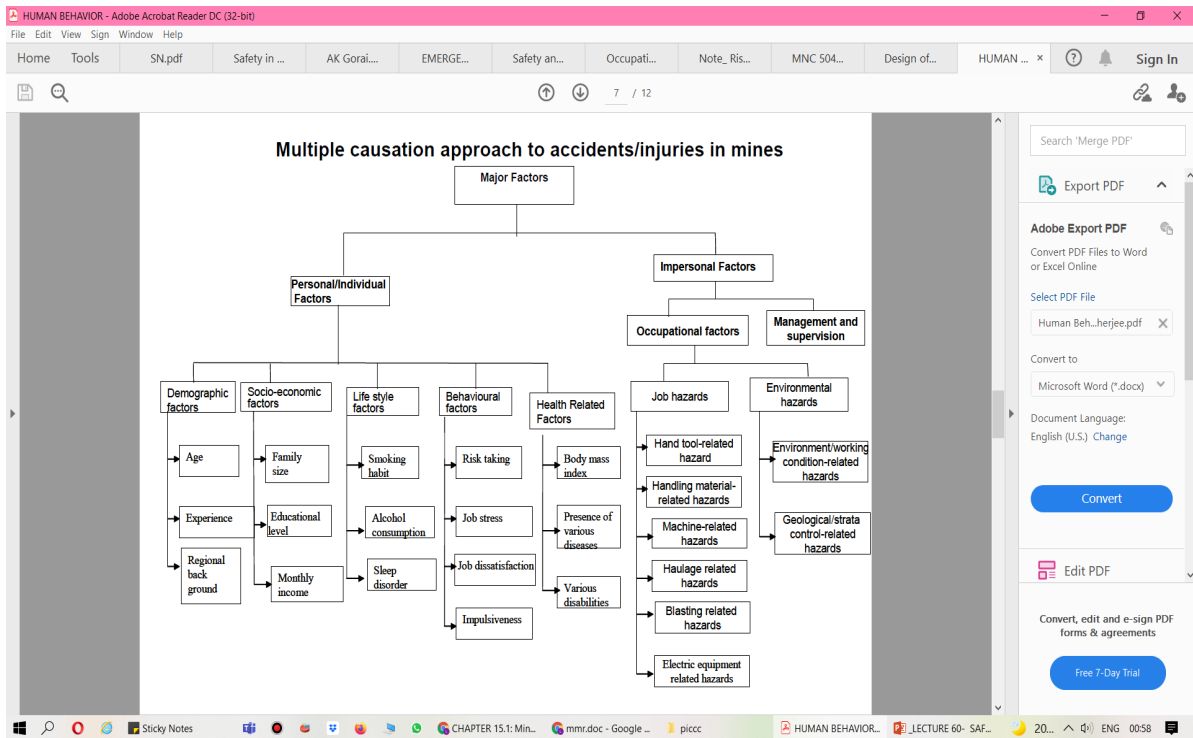 HUMAN BEHAVIOR - Adobe Acrobat Reader DC (32-bit)
File Edit View Sign Window Help
Home Tools SN.pdf Safety in ... AK Gorai.... EMERGE... Safety an... Occupati... Note_ Ris... MNC 504... Design of... HUMAN ... × Sign In
7 / 12
Multiple causation approach to accidents/injuries in mines
Major Factors
Personal/Individual
Factors
Impersonal Factors
Occupational factors
Management and
supervision
Demographic
factors
Age
Experience
Regional
back
ground
Socio-economic
factors
Family
size
Educational
level
Monthly
income
Life style
factors
Smoking
habit
Alcohol
consumption
Sleep
disorder
Behavioural
factors
Risk taking
Job stress
Job dissatisfaction
Impulsiveness
Health Related
Factors
Body mass
index
Presence of
various
diseases
Various
disabilities
Job hazards
Hand tool-related
hazard
Handling material-
related hazards
Machine-related
hazards
Haulage related
hazards
Blasting related
hazards
Electric equipment
related hazards
Environmental
hazards
Environment/working
condition-related
hazards
Geological/strata
control-related
hazards
Search 'Merge PDF'
Export PDF
Adobe Export PDF
Convert PDF Files to Word
or Excel Online
Select PDF File
Human Beh...herjee.pdf
Convert to
Microsoft Word (*.docx)
Document Language:
English (U.S.) Change
Convert
Edit PDF
Convert, edit and e-sign PDF
forms & agreements
Free 7-Day Trial
Sticky Notes CHAPTER 15.1: Min... mmr.doc - Google ... piccc HUMAN BEHAVIOR... _LECTURE 60- SAF... 20... ENG 00:58